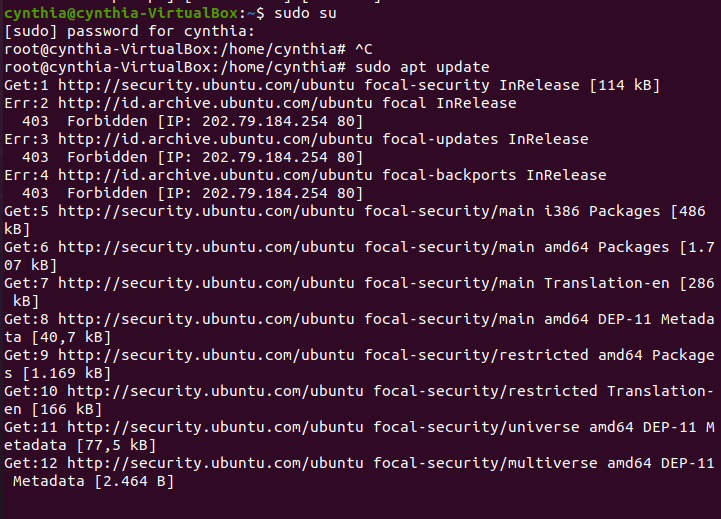 cynthia@cynthia-VirtualBox:~$ sudo su
[sudo] password for cynthia:
root@cynthia-VirtualBox:/home/cynthia# ^C
root@cynthia-VirtualBox:/home/cynthia# sudo apt update
Get:1 http://security.ubuntu.com/ubuntu focal-security InRelease [114 kB]
Err:2 http://id.archive.ubuntu.com/ubuntu focal InRelease
  403  Forbidden [IP: 202.79.184.254 80]
Err:3 http://id.archive.ubuntu.com/ubuntu focal-updates InRelease
  403  Forbidden [IP: 202.79.184.254 80]
Err:4 http://id.archive.ubuntu.com/ubuntu focal-backports InRelease
  403  Forbidden [IP: 202.79.184.254 80]
Get:5 http://security.ubuntu.com/ubuntu focal-security/main i386 Packages [486
kB]
Get:6 http://security.ubuntu.com/ubuntu focal-security/main amd64 Packages [1.7
07 kB]
Get:7 http://security.ubuntu.com/ubuntu focal-security/main Translation-en [286
 kB]
Get:8 http://security.ubuntu.com/ubuntu focal-security/main amd64 DEP-11 Metada
ta [40,7 kB]
Get:9 http://security.ubuntu.com/ubuntu focal-security/restricted amd64 Package
s [1.169 kB]
Get:10 http://security.ubuntu.com/ubuntu focal-security/restricted Translation-
en [166 kB]
Get:11 http://security.ubuntu.com/ubuntu focal-security/universe amd64 DEP-11 M
etadata [77,5 kB]
Get:12 http://security.ubuntu.com/ubuntu focal-security/multiverse amd64 DEP-11
 Metadata [2.464 B]